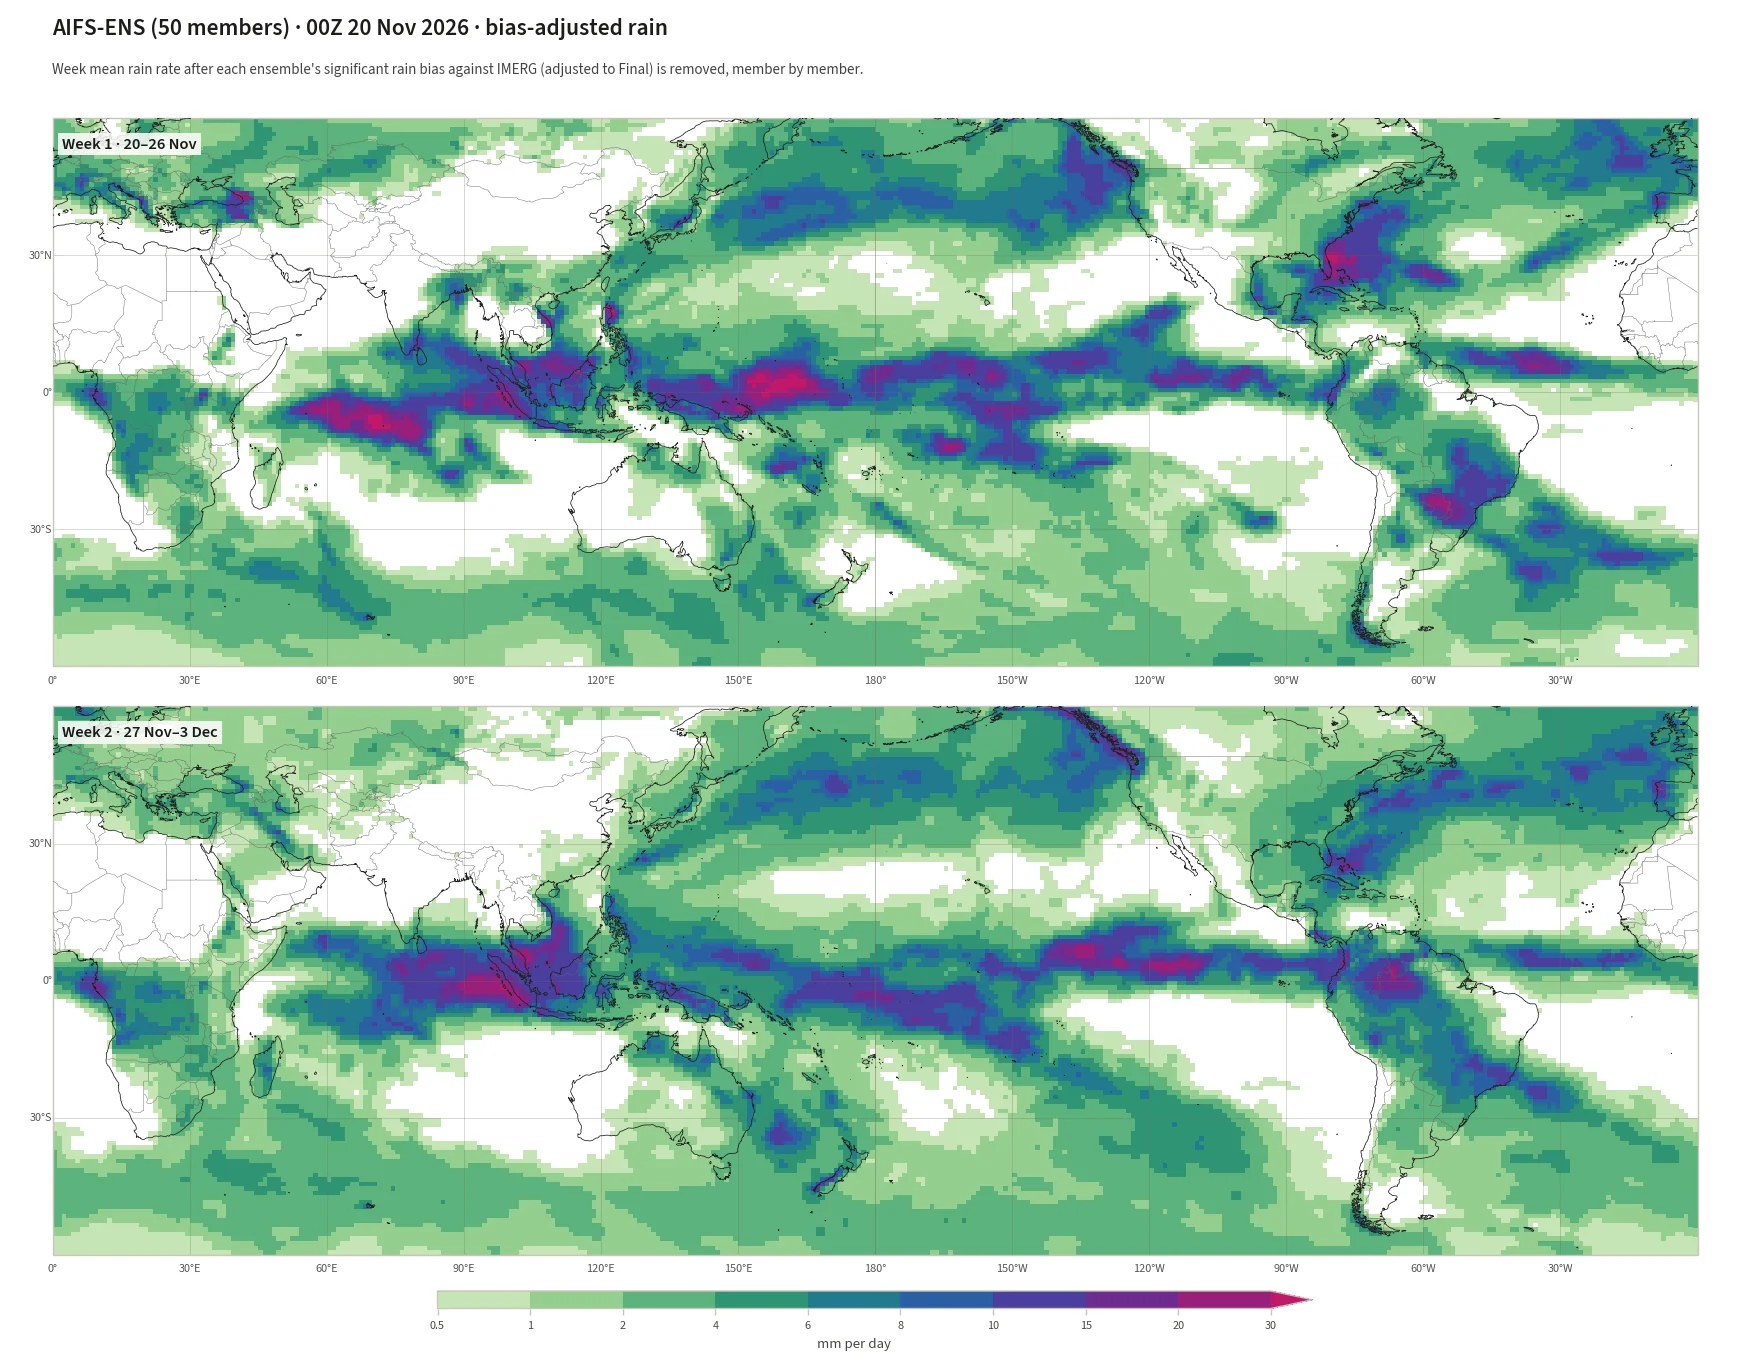 AIFS-ENS (50 members) · 00Z 20 Nov 2026 · bias-adjusted rain
Week mean rain rate after each ensemble's significant rain bias against IMERG (adjusted to Final) is removed, member by member.
Week 1 · 20–26 Nov
30°N
0°
30°S
0° 30°E 60°E 90°E 120°E 150°E 180° 150°W 120°W 90°W 60°W 30°W
Week 2 · 27 Nov–3 Dec
30°N
0°
30°S
0° 30°E 60°E 90°E 120°E 150°E 180° 150°W 120°W 90°W 60°W 30°W
0.5 1 2 4 6 8 10 15 20 30
mm per day